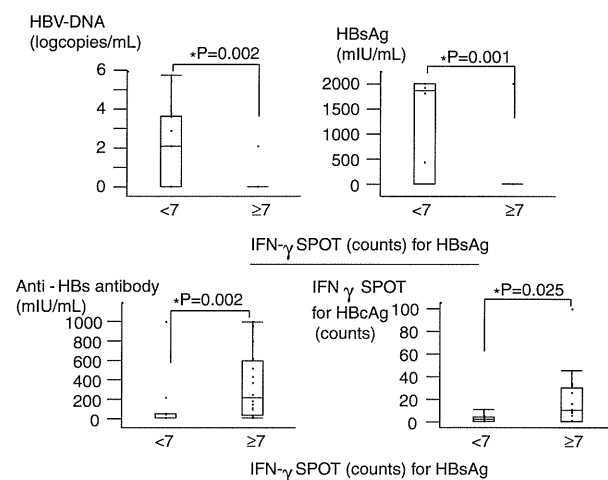 HBV-DNA
(logcopies/mL)
*P=0.002
6
4
2
0
<7
≥7
HBsAg
(mIU/mL)
*P=0.001
2000
1500
1000
500
0
<7
≥7
IFN-γ SPOT (counts) for HBsAg
Anti-HBs antibody
(mIU/mL)
*P=0.002
1000
800
600
400
200
0
<7
≥7
IFN γ SPOT
for HBcAg
(counts)
*P=0.025
100
80
60
40
20
0
<7
≥7
IFN-γ SPOT (counts) for HBsAg